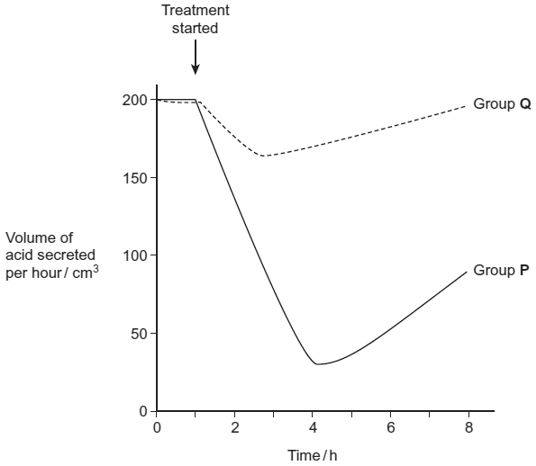 Treatment
started
200
Group Q
150
Volume of
acid secreted
per hour / cm³
100
Group P
50
0
0 2 4 6 8
Time / h